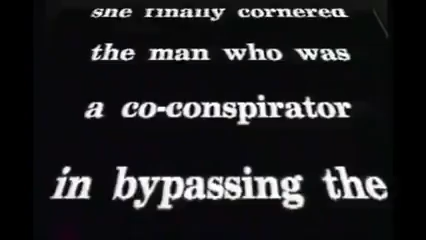 she finally cornered
the man who was
a co-conspirator
in bypassing the